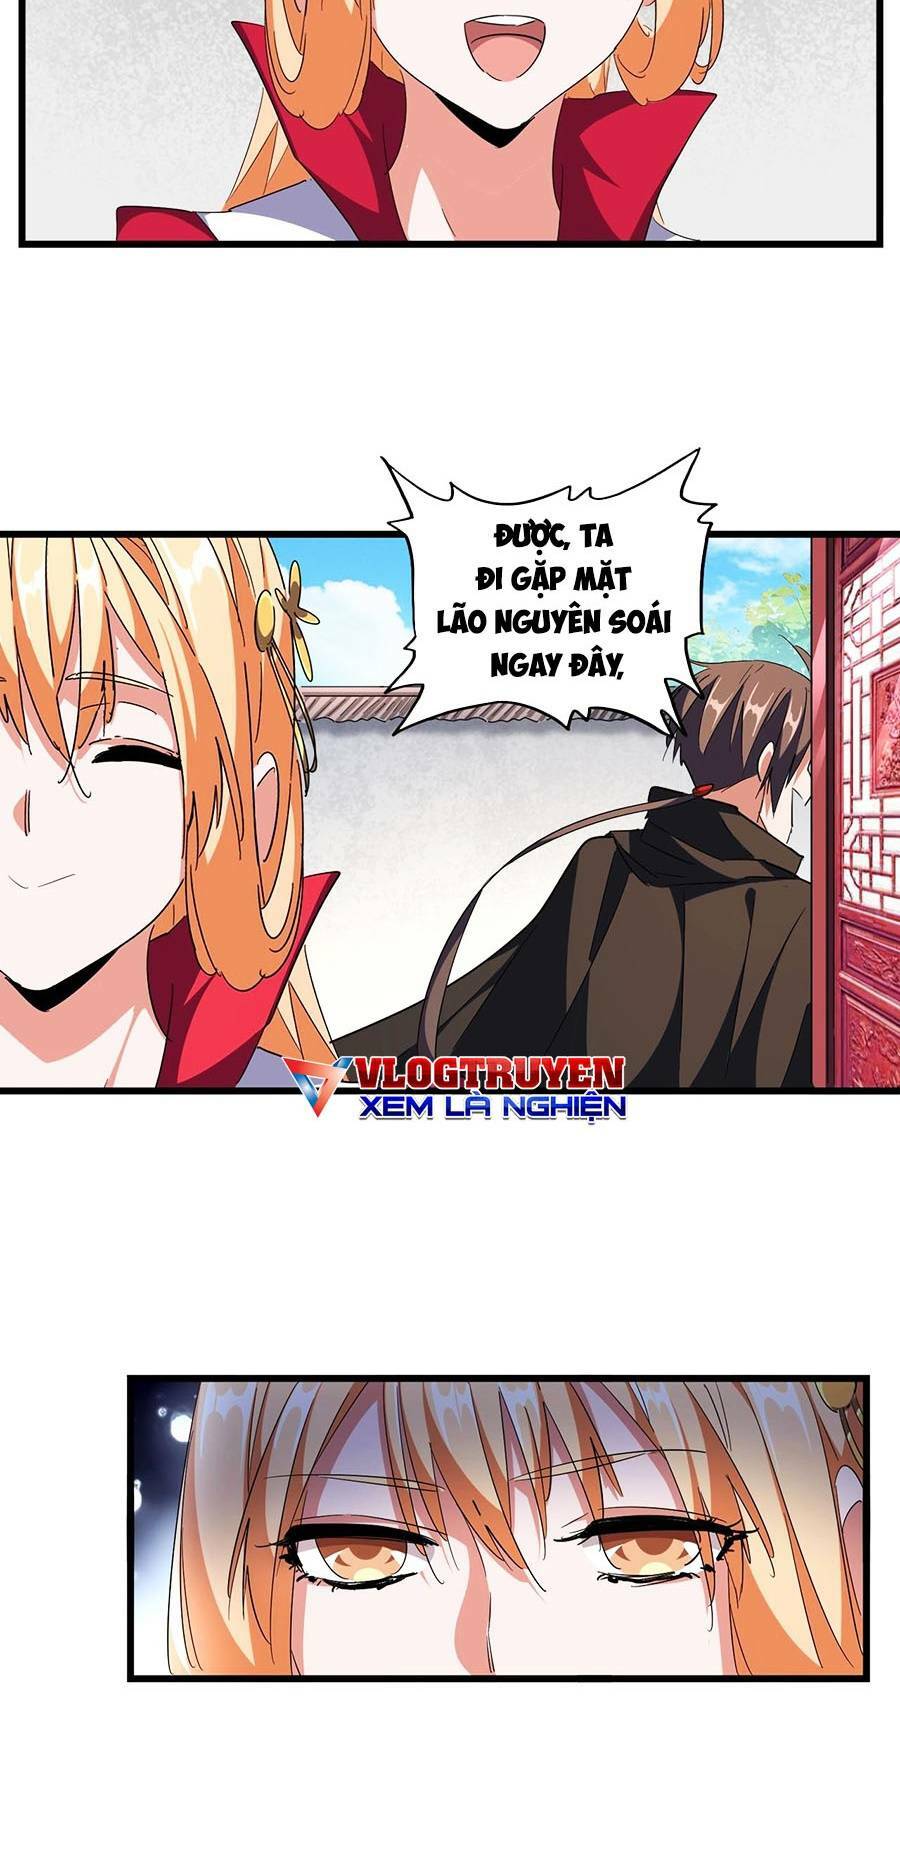 ĐƯỢC, TA
ĐI GẶP MẶT
LÃO NGUYÊN SOÁI
NGAY ĐÂY,
VLOGTRUYEN
XEM LÀ NGHIỆN